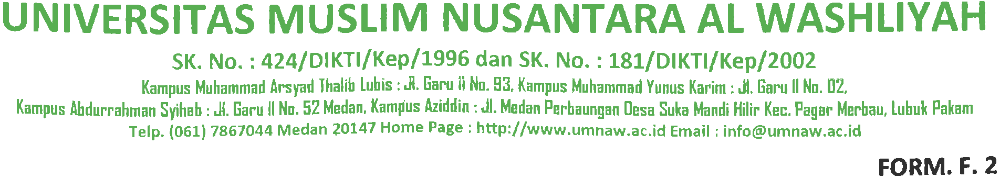 UNIVERSITAS MUSLIM NUSANTARA AL WASHLIYAH
SK. No. : 424/DIKTI/Kep/1996 dan SK. No. : 181/DIKTI/Kep/2002
Kampus Muhammad Arsyad Thalib Lubis : Jl. Garu II No. 93, Kampus Muhammad Yunus Karim : Jl. Garu II No. 02,
Kampus Abdurrahman Syihab : Jl. Garu II No. 52 Medan, Kampus Aziddin : Jl. Medan Perbaungan Desa Suka Mandi Hilir Kec. Pagar Merbau, Lubuk Pakam
Telp. (061) 7867044 Medan 20147 Home Page : http://www.umnaw.ac.id Email : info@umnaw.ac.id
FORM. F. 2